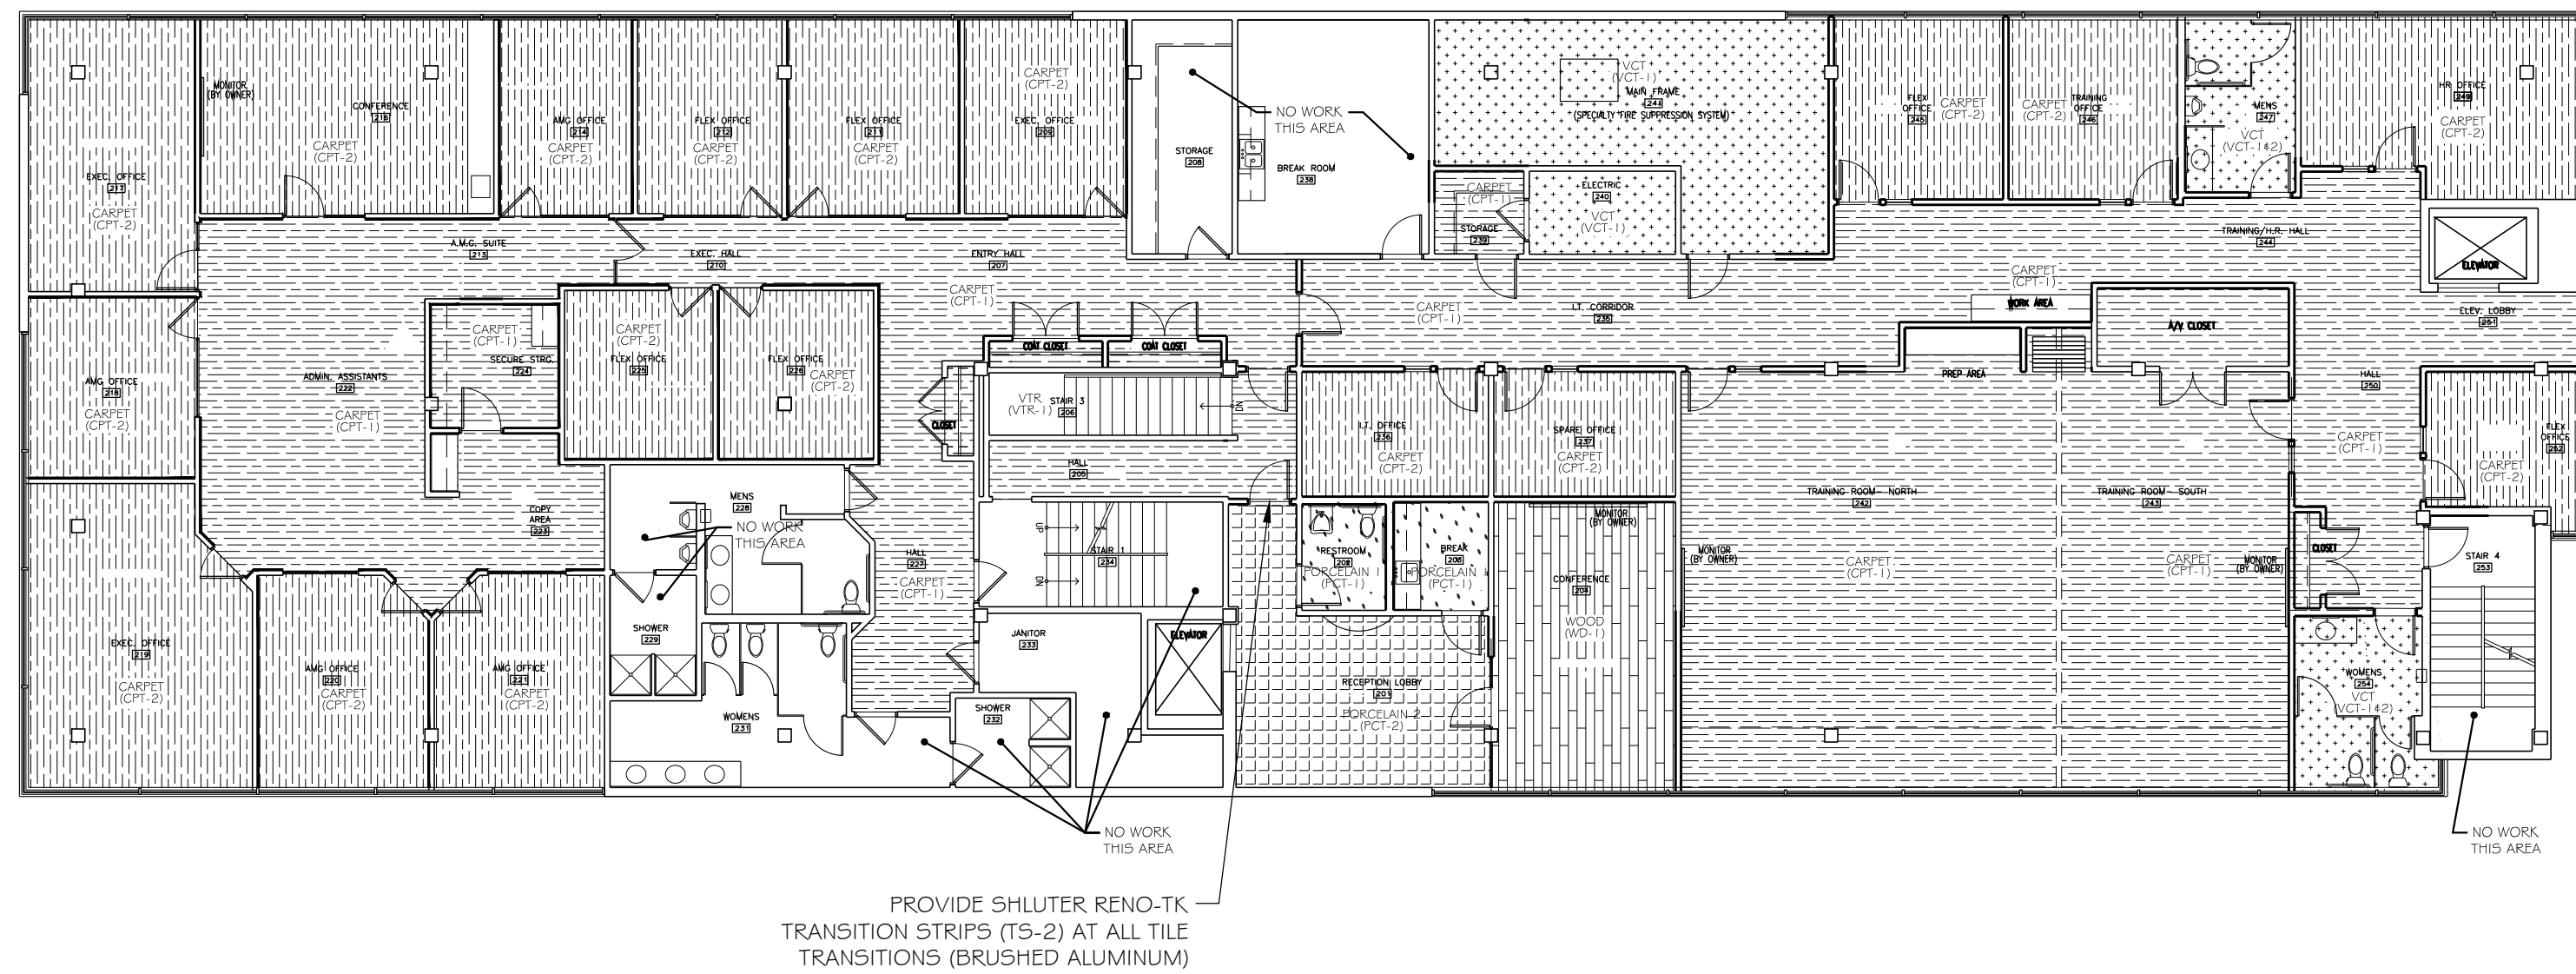 MONITOR
(BY OWNER)
CONFERENCE
216
CARPET
(CPT-2)
AMG OFFICE
214
CARPET
(CPT-2)
FLEX OFFICE
212
CARPET
(CPT-2)
FLEX OFFICE
211
CARPET
(CPT-2)
CARPET
(CPT-2)
EXEC. OFFICE
209
STORAGE
208
NO WORK
THIS AREA
BREAK ROOM
238
VCT
(VCT-1)
MAIN FRAME
241
(SPECIALTY FIRE SUPPRESSION SYSTEM)
FLEX
OFFICE
245
CARPET
(CPT-2)
CARPET
(CPT-2)
TRAINING
OFFICE
246
MENS
247
VCT
(VCT-1&2)
HR OFFICE
249
CARPET
(CPT-2)
EXEC. OFFICE
217
CARPET
(CPT-2)
CARPET
(CPT-1)
STORAGE
239
ELECTRIC
240
VCT
(VCT-1)
A.M.G. SUITE
213
EXEC. HALL
210
ENTRY HALL
207
CARPET
(CPT-1)
CARPET
(CPT-1)
I.T. CORRIDOR
235
TRAINING/H.R. HALL
244
CARPET
(CPT-1)
WORK AREA
ELEVATOR
ELEV. LOBBY
251
A/V CLOSET
PREP AREA
HALL
250
AMG OFFICE
218
CARPET
(CPT-2)
ADMIN. ASSISTANTS
222
CARPET
(CPT-1)
CARPET
(CPT-1)
SECURE STRG.
224
CARPET
(CPT-2)
FLEX OFFICE
225
FLEX OFFICE
226
CARPET
(CPT-2)
COAT CLOSET
COAT CLOSET
CLOSET
VTR
(VTR-1)
STAIR 3
206
DN
HALL
205
I.T. OFFICE
236
CARPET
(CPT-2)
SPARE OFFICE
237
CARPET
(CPT-2)
CARPET
(CPT-1)
FLEX
OFFICE
252
CARPET
(CPT-2)
COPY
AREA
223
MENS
228
NO WORK
THIS AREA
UP
STAIR 1
234
DN
HALL
227
CARPET
(CPT-1)
RESTROOM
202
PORCELAIN 1
(PCT-1)
BREAK
203
PORCELAIN 1
(PCT-1)
MONITOR
(BY OWNER)
CONFERENCE
204
WOOD
(WD-1)
TRAINING ROOM- NORTH
242
TRAINING ROOM- SOUTH
243
MONITOR
(BY OWNER)
CARPET
(CPT-1)
CARPET
(CPT-1)
MONITOR
(BY OWNER)
CLOSET
STAIR 4
253
EXEC. OFFICE
219
CARPET
(CPT-2)
AMG OFFICE
220
CARPET
(CPT-2)
AMG OFFICE
221
CARPET
(CPT-2)
SHOWER
229
JANITOR
233
ELEVATOR
WOMENS
231
SHOWER
232
RECEPTION LOBBY
201
PORCELAIN 2
(PCT-2)
WOMENS
254
VCT
(VCT-1&2)
NO WORK
THIS AREA
NO WORK
THIS AREA
PROVIDE SHLUTER RENO-TK
TRANSITION STRIPS (TS-2) AT ALL TILE
TRANSITIONS (BRUSHED ALUMINUM)